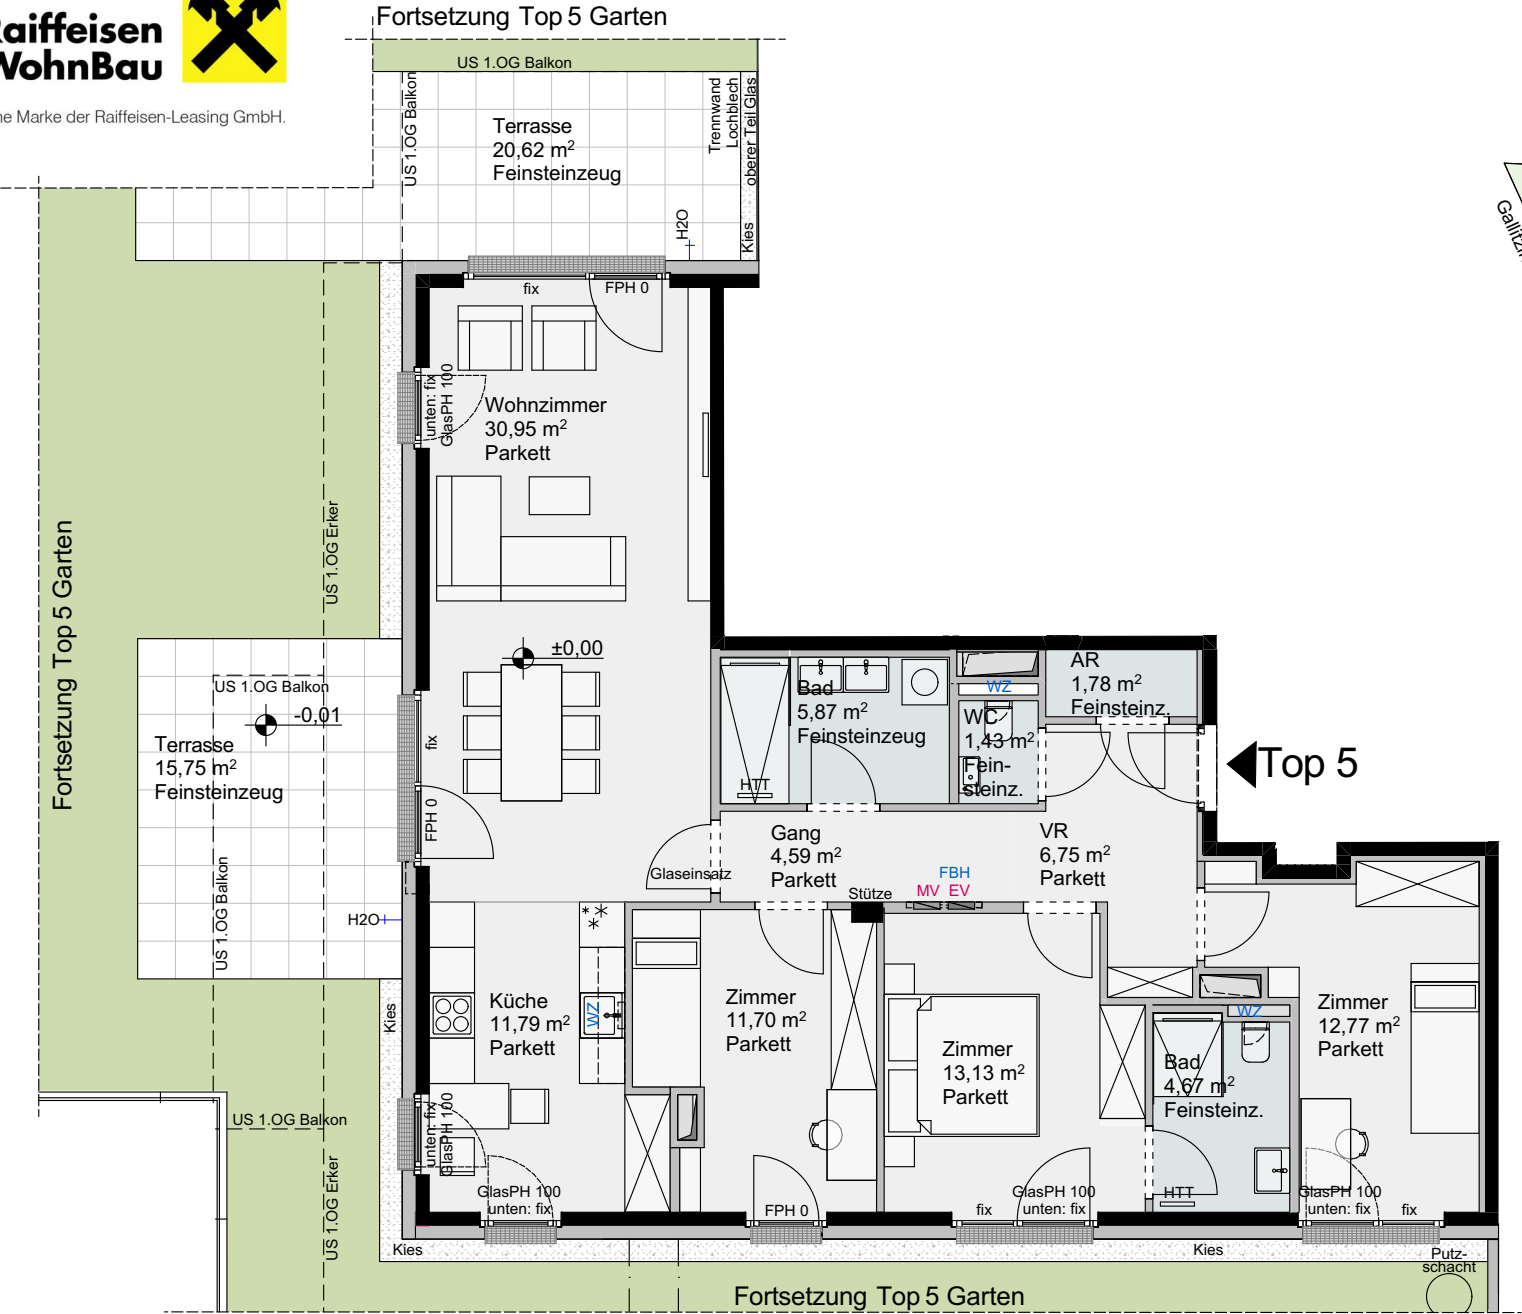 Raiffeisen
WohnBau
ne Marke der Raiffeisen-Leasing GmbH.
Fortsetzung Top 5 Garten
US 1.OG Balkon
US 1.OG Balkon
Terrasse
20,62 m²
Feinsteinzeug
Trennwand
Lochblech
oberer Teil Glas
H2O
Kies
fix
FPH 0
unten: fix
GlasPH 100
Wohnzimmer
30,95 m²
Parkett
US 1.OG Erker
Fortsetzung Top 5 Garten
±0,00
US 1.OG Balkon
-0,01
Terrasse
15,75 m²
Feinsteinzeug
fix
FPH 0
US 1.OG Balkon
H2O
Bad
5,87 m²
Feinsteinzeug
HTT
WZ
WC
1,43 m²
Fein-
steinz.
AR
1,78 m²
Feinsteinz.
Top 5
Glaseinsatz
Gang
4,59 m²
Parkett
VR
6,75 m²
Parkett
Stütze
FBH
MV EV
**
Küche
11,79 m²
Parkett
WZ
Kies
Zimmer
11,70 m²
Parkett
Zimmer
13,13 m²
Parkett
WZ
Bad
4,67 m²
Feinsteinz.
HTT
Zimmer
12,77 m²
Parkett
US 1.OG Balkon
US 1.OG Erker
unten: fix
GlasPH 100
GlasPH 100
unten: fix
FPH 0
fix
GlasPH 100
unten: fix
GlasPH 100
unten: fix
fix
Kies
Kies
Putz-
schacht
Fortsetzung Top 5 Garten